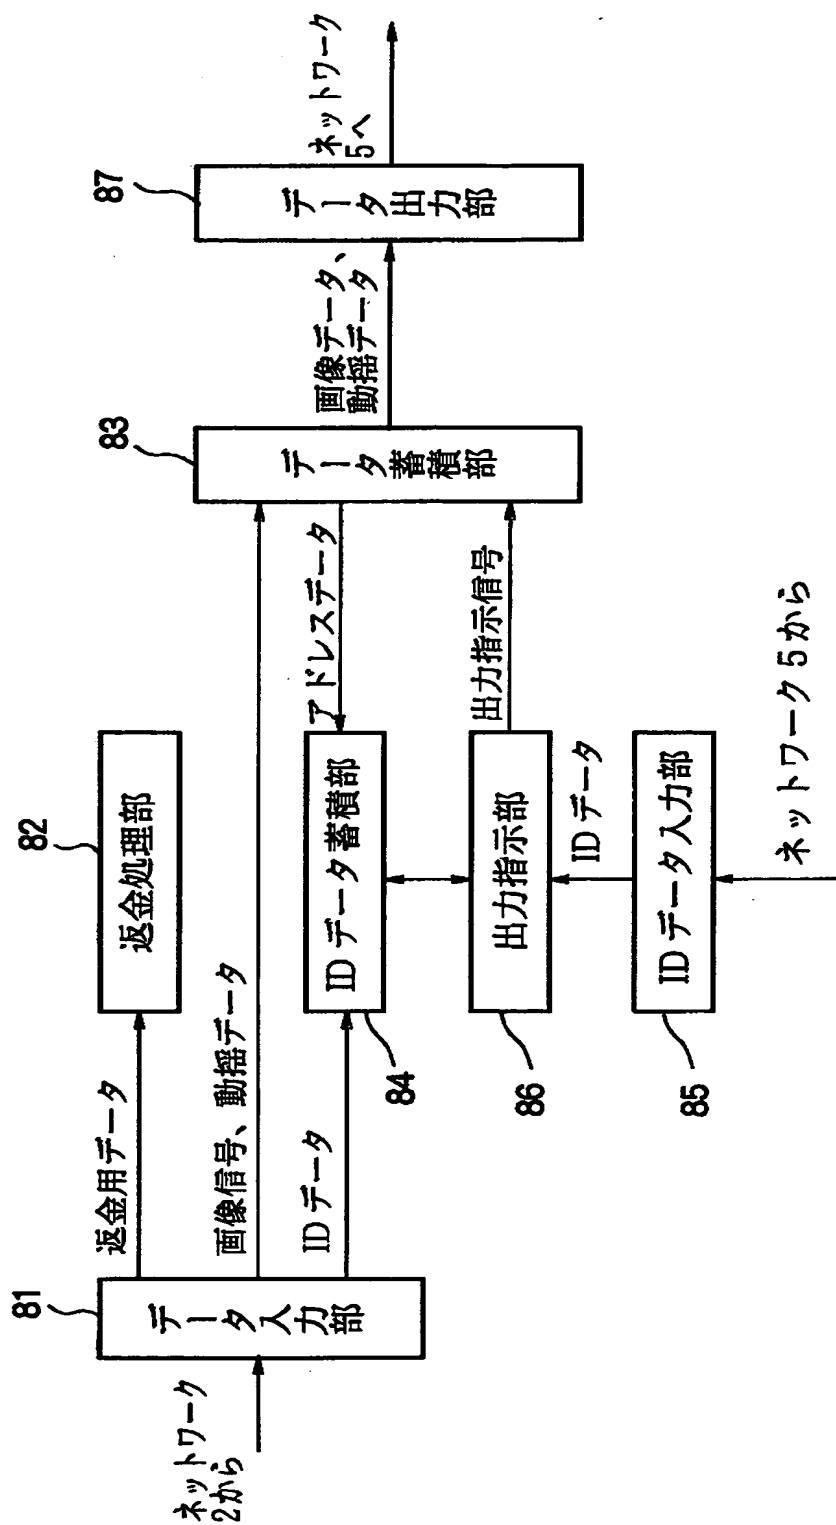 ネットワーク
2から
81
データ入力部
返金用データ
82
返金処理部
画像信号、動揺データ
IDデータ
84
IDデータ蓄積部
アドレスデータ
86
出力指示部
出力指示信号
IDデータ
85
IDデータ入力部
ネットワーク5から
83
データ蓄積部
画像データ、
動揺データ
87
データ出力部
ネットワーク
5へ